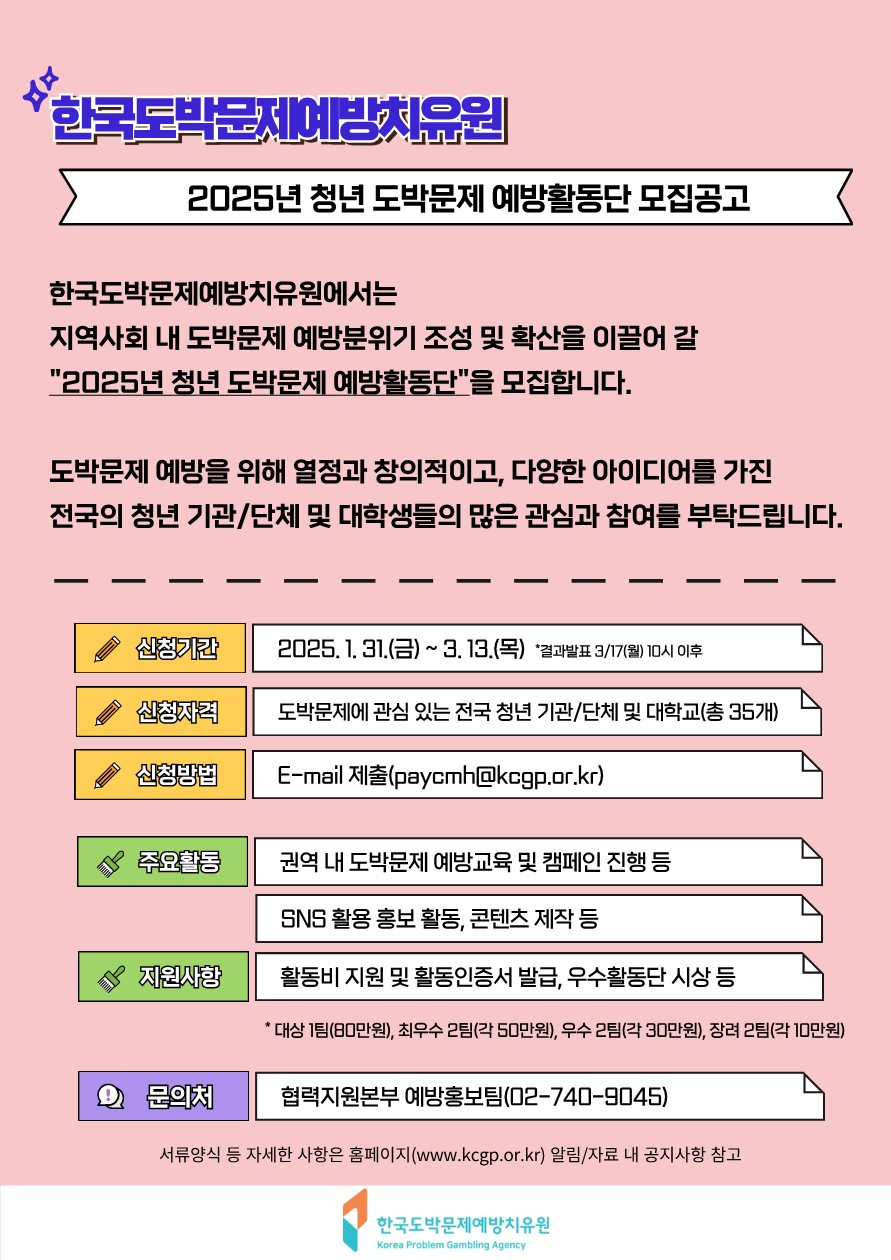 한국도박문제예방치유원
2025년 청년 도박문제 예방활동단 모집공고
한국도박문제예방치유원에서는
지역사회 내 도박문제 예방분위기 조성 및 확산을 이끌어 갈
"2025년 청년 도박문제 예방활동단"을 모집합니다.
도박문제 예방을 위해 열정과 창의적이고, 다양한 아이디어를 가진
전국의 청년 기관/단체 및 대학생들의 많은 관심과 참여를 부탁드립니다.
신청기간 2025. 1. 31.(금) ~ 3. 13.(목) *결과발표 3/17(월) 10시 이후
신청자격 도박문제에 관심 있는 전국 청년 기관/단체 및 대학교(총 35개)
신청방법 E-mail 제출(paycmh@kcgp.or.kr)
주요활동 권역 내 도박문제 예방교육 및 캠페인 진행 등
SNS 활용 홍보 활동, 콘텐츠 제작 등
지원사항 활동비 지원 및 활동인증서 발급, 우수활동단 시상 등
* 대상 1팀(80만원), 최우수 2팀(각 50만원), 우수 2팀(각 30만원), 장려 2팀(각 10만원)
문의처 협력지원본부 예방홍보팀(02-740-9045)
서류양식 등 자세한 사항은 홈페이지(www.kcgp.or.kr) 알림/자료 내 공지사항 참고
한국도박문제예방치유원
Korea Problem Gambling Agency